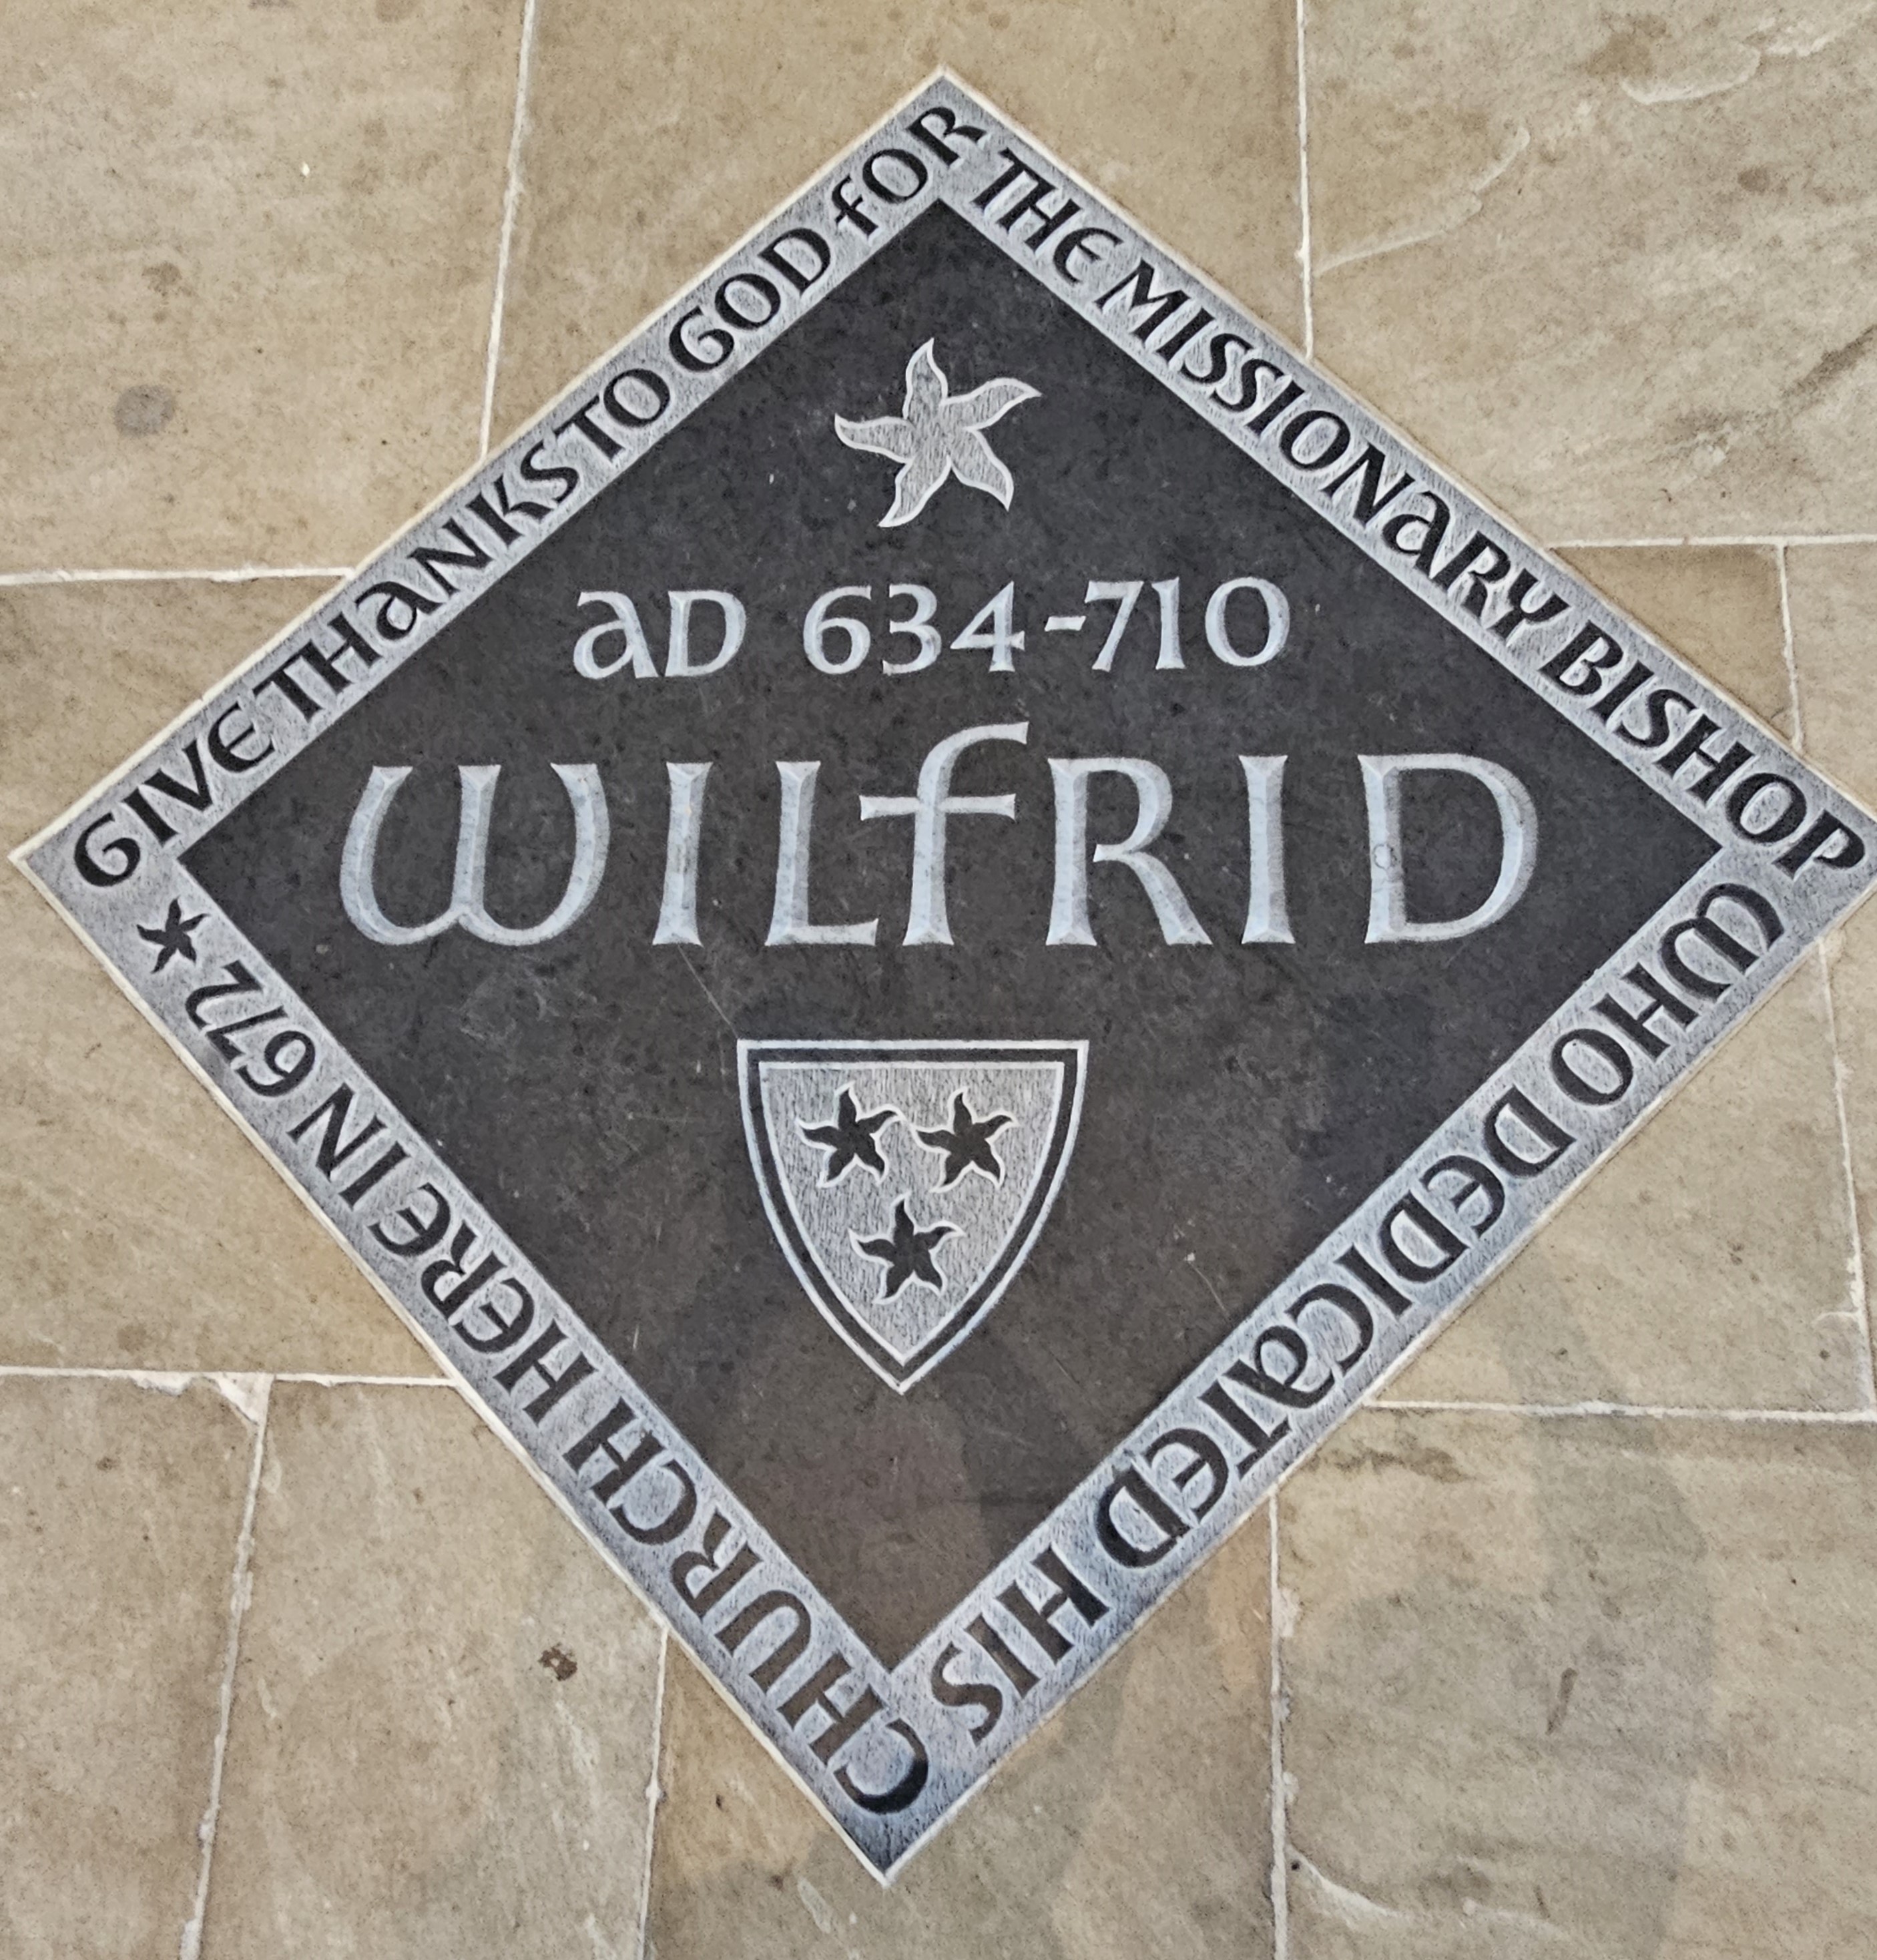 GIVE THANKS TO GOD FOR
THE MISSIONARY BISHOP
WHO DEDICATED HIS
CHURCH HERE IN 672
AD 634-710
WILFRID